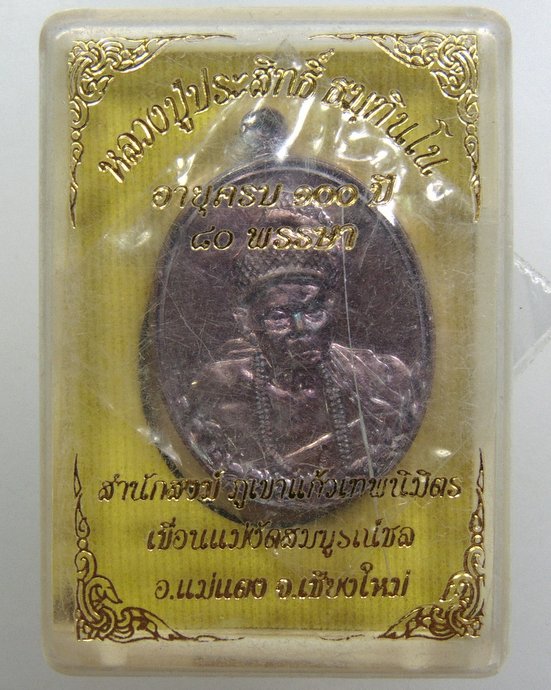 หลวงปู่ประสิทธิ์ ธมฺทินโน
อายุครบ ๑๐๐ ปี
๘๐ พรรษา
สำนักสงฆ์ ภูเขาแก้วเทพนิมิตร
เขื่อนแม่งัดสมบูรณ์ชล
อ.แม่แตง จ.เชียงใหม่